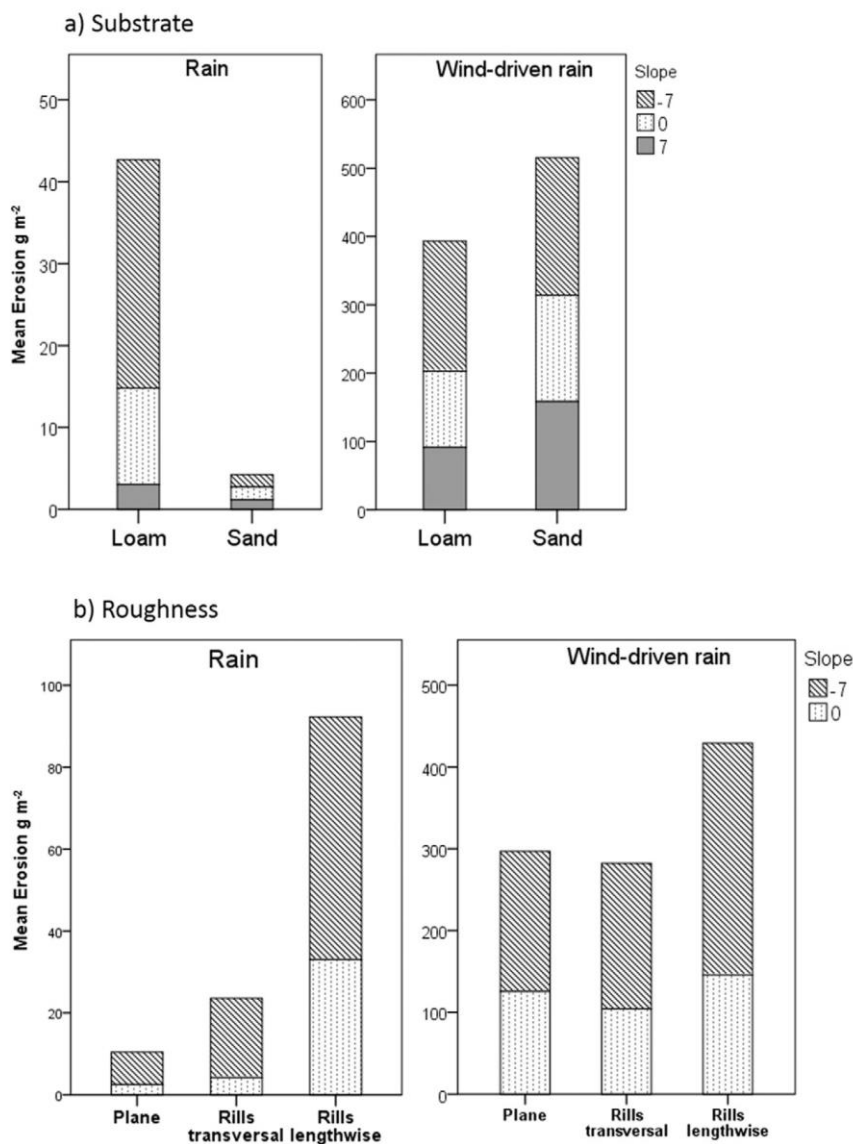 a) Substrate
Rain
Wind-driven rain
Slope
-7
0
7
Mean Erosion g m-2
50
40
30
20
10
0
600
500
400
300
200
100
0
Loam
Sand
Loam
Sand
b) Roughness
Rain
Wind-driven rain
Slope
-7
0
Mean Erosion g m-2
100
80
60
40
20
0
500
400
300
200
100
0
Plane
Rills
transversal
Rills
lengthwise
Plane
Rills
transversal
Rills
lengthwise